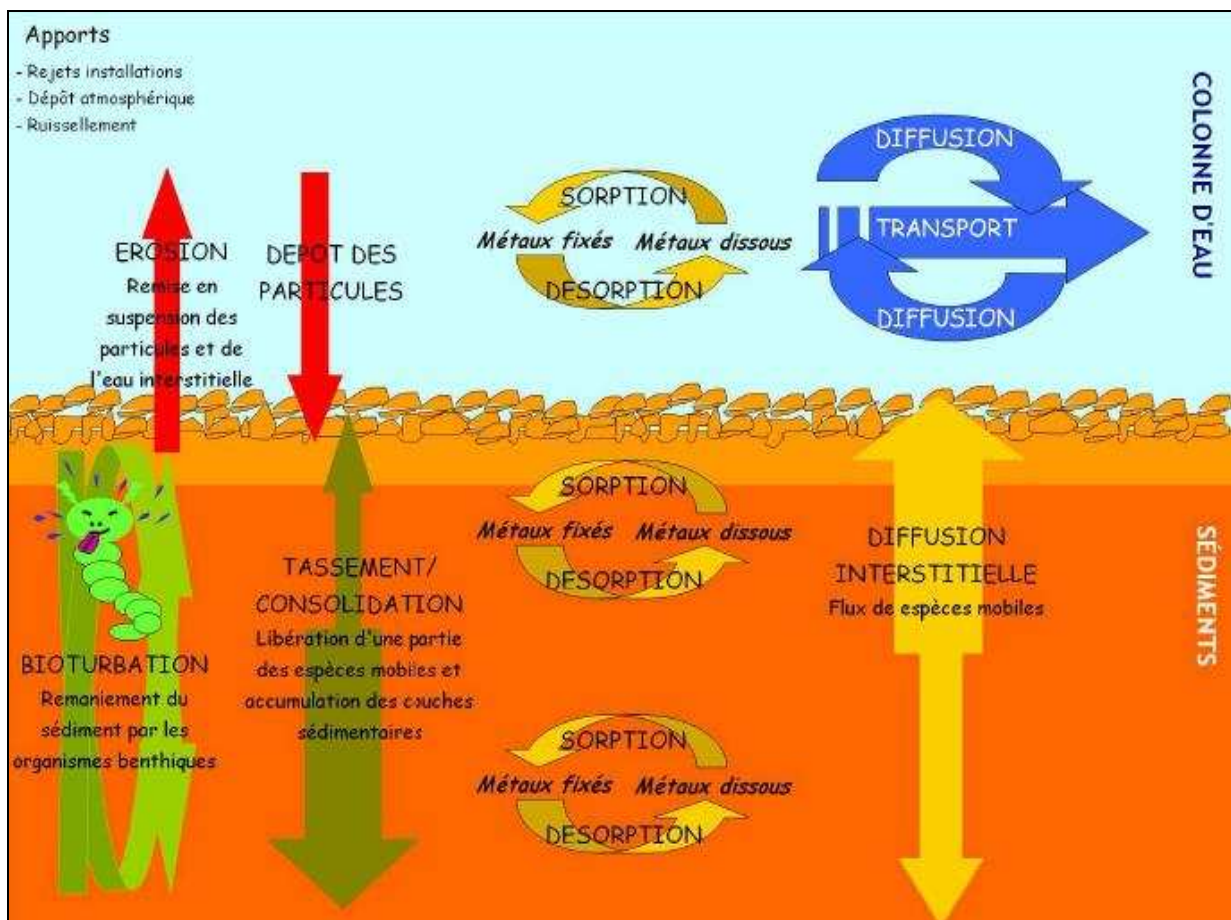 Apports
- Rejets installations
- Dépôt atmosphérique
- Ruissellement
COLONNE D'EAU
EROSION
Remise en
suspension des
particules et de
l'eau interstitielle
DEPOT DES
PARTICULES
SORPTION
Métaux fixés Métaux dissous
DESORPTION
DIFFUSION
TRANSPORT
DIFFUSION
SEDIMENTS
BIOTURBATION
Remaniement du
sédiment par les
organismes benthiques
TASSEMENT/
CONSOLIDATION
Libération d'une partie
des espèces mobiles et
accumulation des couches
sédimentaires
SORPTION
Métaux fixés Métaux dissous
DESORPTION
SORPTION
Métaux fixés Métaux dissous
DESORPTION
DIFFUSION
INTERSTITIELLE
Flux de espèces mobiles